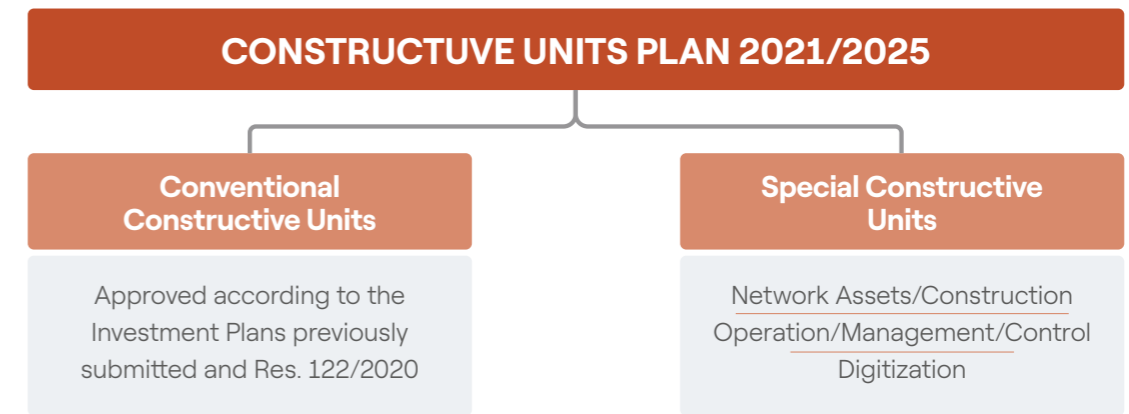 CONSTRUCTUVE UNITS PLAN 2021/2025
Conventional
Constructive Units
Approved according to the
Investment Plans previously
submitted and Res. 122/2020
Special Constructive
Units
Network Assets/Construction
Operation/Management/Control
Digitization